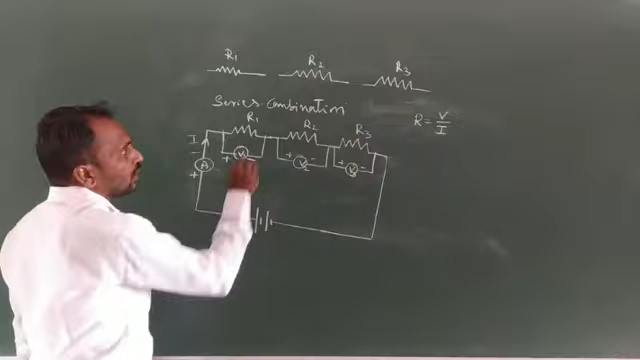 R1 R2 R3
Series Combination
R = V/I
R1 R2 R3
I
- + V1 - + V2 - + V3 -
A
+